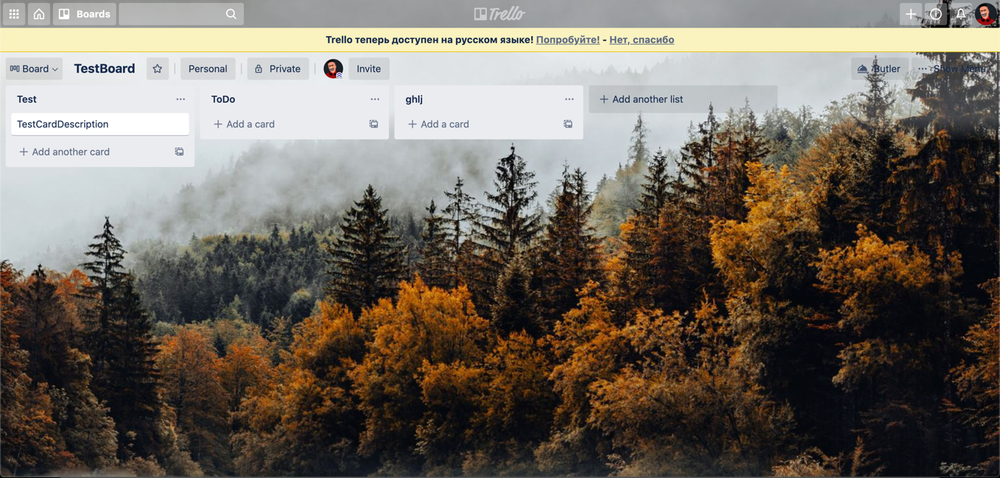 Boards
Trello
Trello теперь доступен на русском языке! Попробуйте! - Нет, спасибо
Board TestBoard Personal Private Invite Butler Show Menu
Test ToDo ghlj Add another list
TestCardDescription Add a card Add a card
Add another card